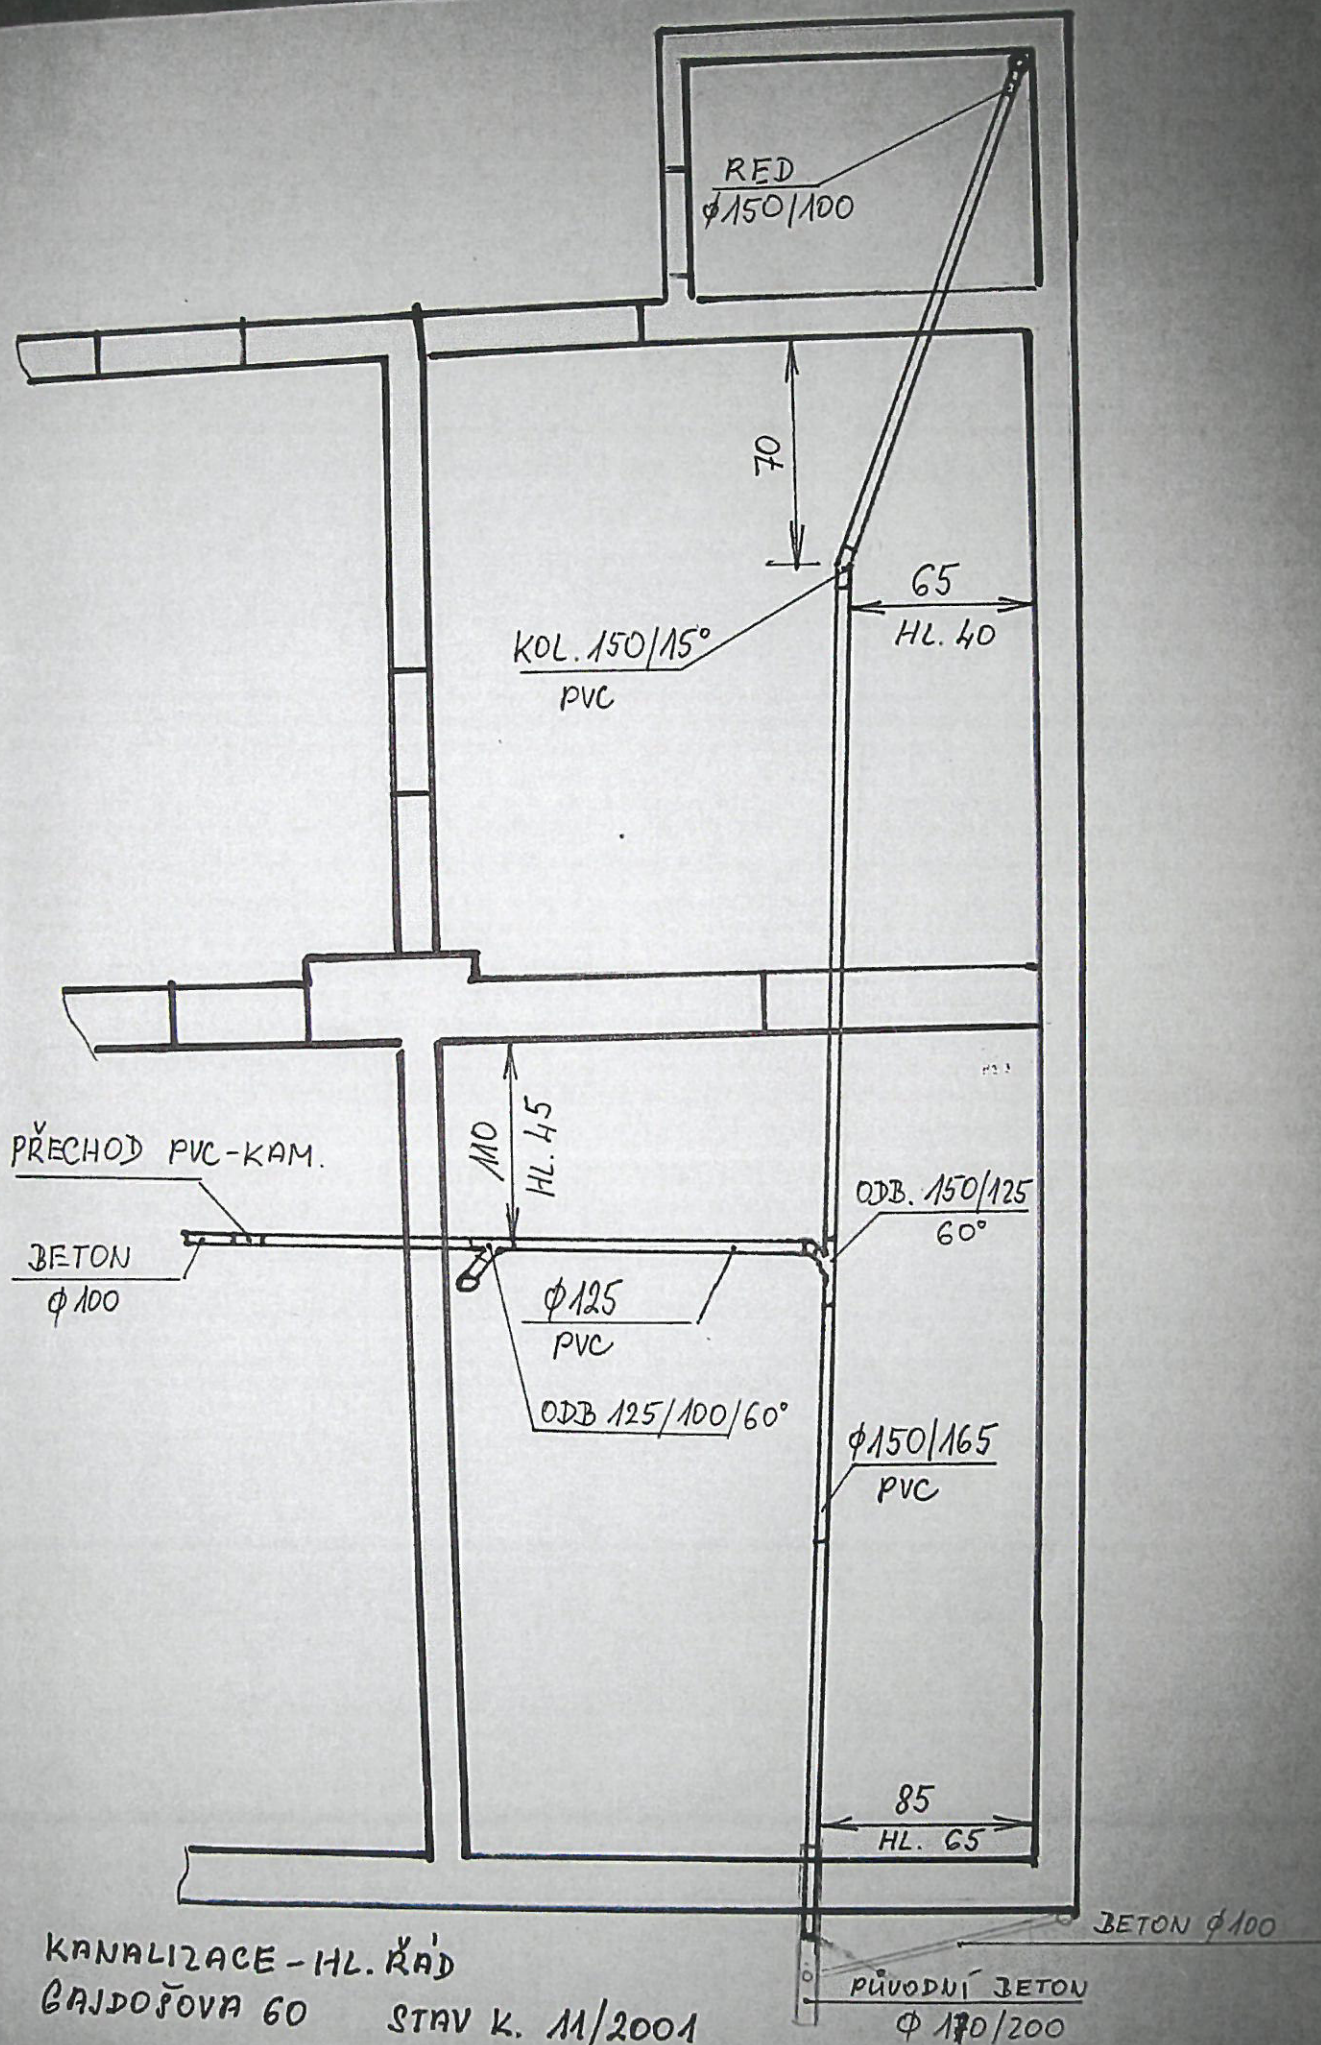 RED
ϕ150/100
70
65
HL. 40
KOL. 150/15°
PVC
110
HL. 45
PŘECHOD PVC-KAM.
ODB. 150/125
60°
BETON
ϕ100
ϕ125
PVC
ODB 125/100/60°
ϕ150/165
PVC
85
HL. 65
BETON ϕ100
KANALIZACE - HL. ŘÁD
GAJDOŠOVA 60 STAV K. 11/2001
PŮVODNÍ BETON